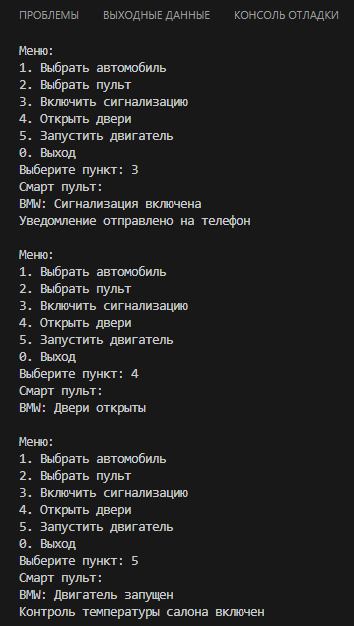 ПРОБЛЕМЫ ВЫХОДНЫЕ ДАННЫЕ КОНСОЛЬ ОТЛАДКИ
Меню:
1. Выбрать автомобиль
2. Выбрать пульт
3. Включить сигнализацию
4. Открыть двери
5. Запустить двигатель
0. Выход
Выберите пункт: 3
Смарт пульт:
BMW: Сигнализация включена
Уведомление отправлено на телефон
Меню:
1. Выбрать автомобиль
2. Выбрать пульт
3. Включить сигнализацию
4. Открыть двери
5. Запустить двигатель
0. Выход
Выберите пункт: 4
Смарт пульт:
BMW: Двери открыты
Меню:
1. Выбрать автомобиль
2. Выбрать пульт
3. Включить сигнализацию
4. Открыть двери
5. Запустить двигатель
0. Выход
Выберите пункт: 5
Смарт пульт:
BMW: Двигатель запущен
Контроль температуры салона включен